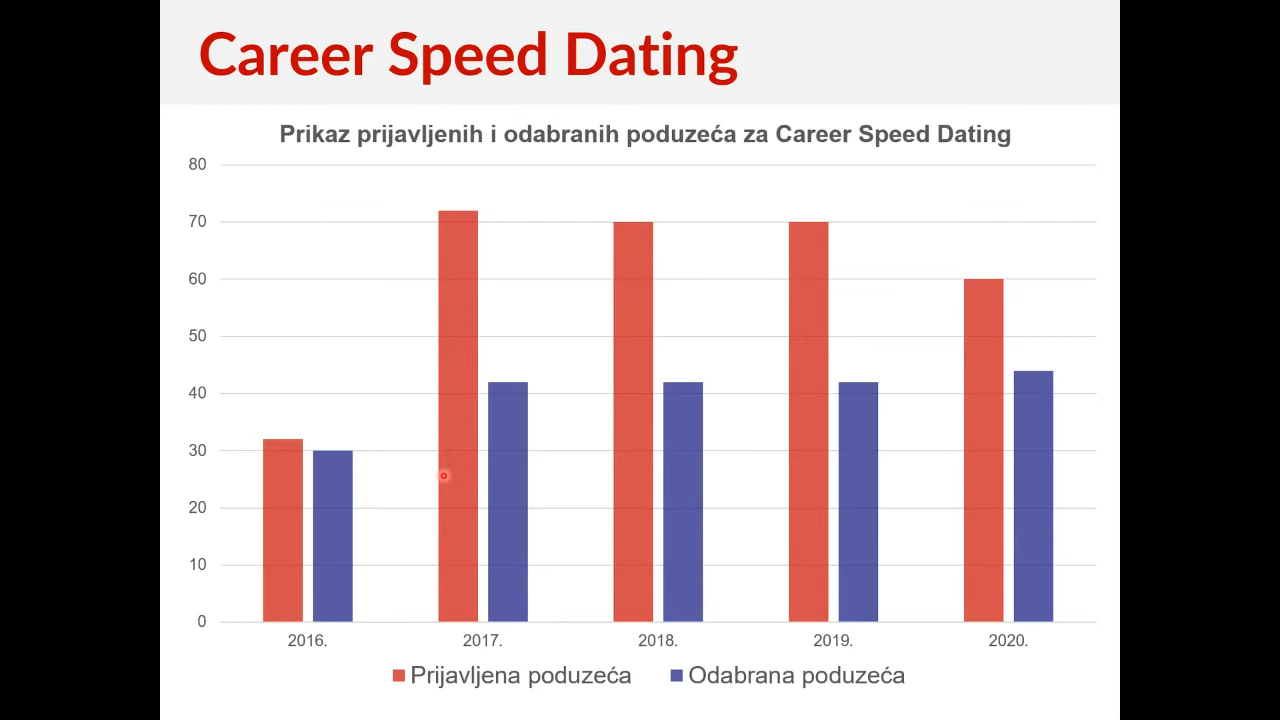 Career Speed Dating
Prikaz prijavljenih i odabranih poduzeća za Career Speed Dating
80
70
60
50
40
30
20
10
0
2016. 2017. 2018. 2019. 2020.
Prijavljena poduzeća Odabrana poduzeća